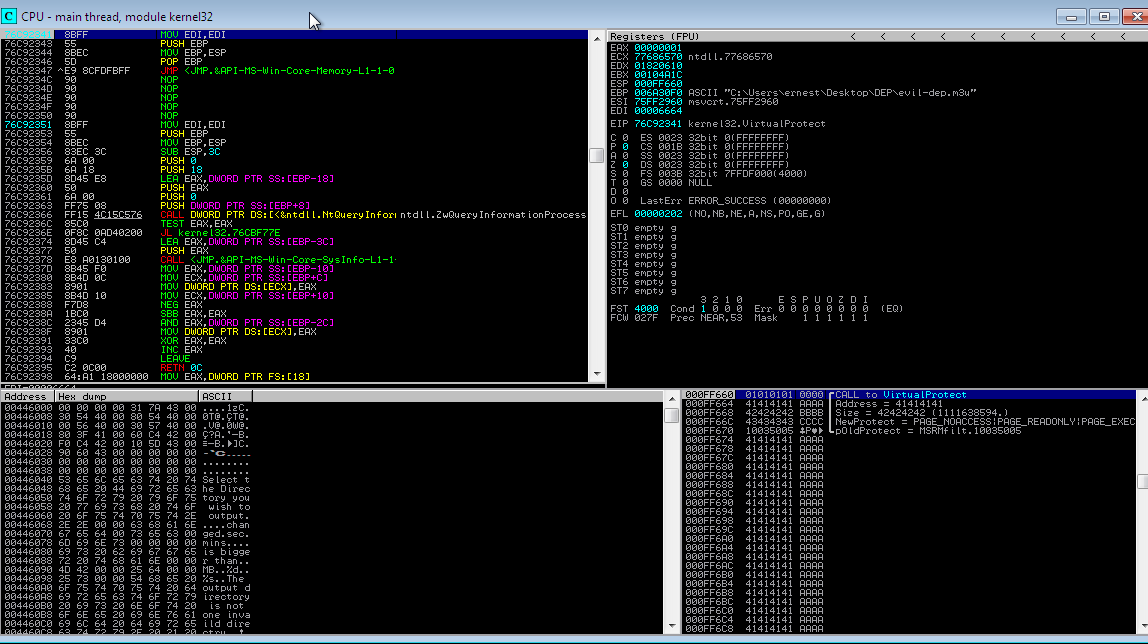 C CPU - main thread, module kernel32
8BFF MOV EDI,EDI
76C92343 55 PUSH EBP
76C92344 8BEC MOV EBP,ESP
76C92346 5D POP EBP
76C92347 ^E9 8CFDFBFF JMP <JMP.&API-MS-Win-Core-Memory-L1-1-0
76C9234C 90 NOP
76C9234D 90 NOP
76C9234E 90 NOP
76C9234F 90 NOP
76C92350 90 NOP
76C92351 8BFF MOV EDI,EDI
76C92353 55 PUSH EBP
76C92354 8BEC MOV EBP,ESP
76C92356 83EC 3C SUB ESP,3C
76C92359 6A 00 PUSH 0
76C9235B 6A 18 PUSH 18
76C9235D 8D45 E8 LEA EAX,DWORD PTR SS:[EBP-18]
76C92360 50 PUSH EAX
76C92361 6A 00 PUSH 0
76C92363 FF75 08 PUSH DWORD PTR SS:[EBP+8]
76C92366 FF15 4C15C576 CALL DWORD PTR DS:[<&ntdll.NtQueryInforn ntdll.ZwQueryInformationProcess
76C9236C 85C0 TEST EAX,EAX
76C9236E 0F8C 0AD40200 JL kernel32.76CBF77E
76C92374 8D45 C4 LEA EAX,DWORD PTR SS:[EBP-3C]
76C92377 50 PUSH EAX
76C92378 E8 A0130100 CALL <JMP.&API-MS-Win-Core-SysInfo-L1-1-
76C9237D 8B45 F0 MOV EAX,DWORD PTR SS:[EBP-10]
76C92380 8B4D 0C MOV ECX,DWORD PTR SS:[EBP+C]
76C92383 8901 MOV DWORD PTR DS:[ECX],EAX
76C92385 8B4D 10 MOV ECX,DWORD PTR SS:[EBP+10]
76C92388 F7D8 NEG EAX
76C9238A 1BC0 SBB EAX,EAX
76C9238C 2345 D4 AND EAX,DWORD PTR SS:[EBP-2C]
76C9238F 8901 MOV DWORD PTR DS:[ECX],EAX
76C92391 33C0 XOR EAX,EAX
76C92393 40 INC EAX
76C92394 C9 LEAVE
76C92395 C2 0C00 RETN 0C
76C92398 64:A1 18000000 MOV EAX,DWORD PTR FS:[18]
EDI=00006664
Registers (FPU) < < < < < < < <
EAX 00000001
ECX 77686570 ntdll.77686570
EDX 01820610
EBX 00104A1C
ESP 000FF660
EBP 006A30F0 ASCII "C:\Users\ernest\Desktop\DEP\evil-dep.m3u"
ESI 75FF2960 msvcrt.75FF2960
EDI 00006664
EIP 76C92341 kernel32.VirtualProtect
C 0 ES 0023 32bit 0(FFFFFFFF)
P 0 CS 001B 32bit 0(FFFFFFFF)
A 0 SS 0023 32bit 0(FFFFFFFF)
Z 0 DS 0023 32bit 0(FFFFFFFF)
S 0 FS 003B 32bit 7FFDF000(4000)
T 0 GS 0000 NULL
D 0
O 0 LastErr ERROR_SUCCESS (00000000)
EFL 00000202 (NO,NB,NE,A,NS,PO,GE,G)
ST0 empty g
ST1 empty g
ST2 empty g
ST3 empty g
ST4 empty g
ST5 empty g
ST6 empty g
ST7 empty g
3 2 1 0 E S P U O Z D I
FST 4000 Cond 1 0 0 0 Err 0 0 0 0 0 0 0 0 (EQ)
FCW 027F Prec NEAR,53 Mask 1 1 1 1 1 1
Address Hex dump ASCII
00446000 00 00 00 00 31 7A 43 00 ....1zC.
00446008 30 54 40 00 80 54 40 00 0T@.ÇT@.
00446010
00446018 80 3F 41 00 60 C4 42 00
00446020 F0 C4 42 00 10 5D 43 00
00446028 90 60 43 00 00 00 00 00
00446030 00 00 00 00 00 00 00 00 ........
00446038 00 00 00 00 00 00 00 00 ........
00446040 53 65 6C 65 63 74 20 74 Select t
00446048 68 65 20 44 69 72 65 63 he Direc
00446050 74 6F 72 79 20 79 6F 75 tory you
00446058 20 77 69 73 68 20 74 6F wish to
00446060 20 6F 75 74 70 75 74 2E output.
00446068 2E 2E 00 00 63 68 61 6E ....chan
00446070 67 65 64 00 73 65 63 00 ged.sec.
00446078 6D 69 6E 73 00 00 00 00 mins....
00446080 69 73 20 62 69 67 67 65 is bigge
00446088 72 20 74 68 61 6E 00 00 r than..
00446090 4D 42 00 00 25 64 00 00 MB..%d..
00446098 25 73 00 00 54 68 65 20 %s..The
004460A0 6F 75 74 70 75 74 20 64 output d
004460A8 69 72 65 63 74 6F 72 79 irectory
004460B0 20 69 73 20 6E 6F 74 20 is not
004460B8 6F 6E 65 20 69 6E 76 61 one inva
004460C0 69 6C 64 20 64 69 72 65 ild dire
004460C8 63 74 72 79 2E 20 21 20 ctry. !
000FF660 01010101 0000 CALL to VirtualProtect
000FF664 41414141 AAAA Address = 41414141
000FF668 42424242 BBBB Size = 42424242 (1111638594.)
000FF66C 43434343 CCCC NewProtect = PAGE_NOACCESS|PAGE_READONLY|PAGE_EXEC
000FF670 10035005 pOldProtect = MSRMfilt.10035005
000FF674 41414141 AAAA
000FF678 41414141 AAAA
000FF67C 41414141 AAAA
000FF680 41414141 AAAA
000FF684 41414141 AAAA
000FF688 41414141 AAAA
000FF68C 41414141 AAAA
000FF690 41414141 AAAA
000FF694 41414141 AAAA
000FF698 41414141 AAAA
000FF69C 41414141 AAAA
000FF6A0 41414141 AAAA
000FF6A4 41414141 AAAA
000FF6A8 41414141 AAAA
000FF6AC 41414141 AAAA
000FF6B0 41414141 AAAA
000FF6B4 41414141 AAAA
000FF6B8 41414141 AAAA
000FF6BC 41414141 AAAA
000FF6C0 41414141 AAAA
000FF6C4 41414141 AAAA
000FF6C8 41414141 AAAA